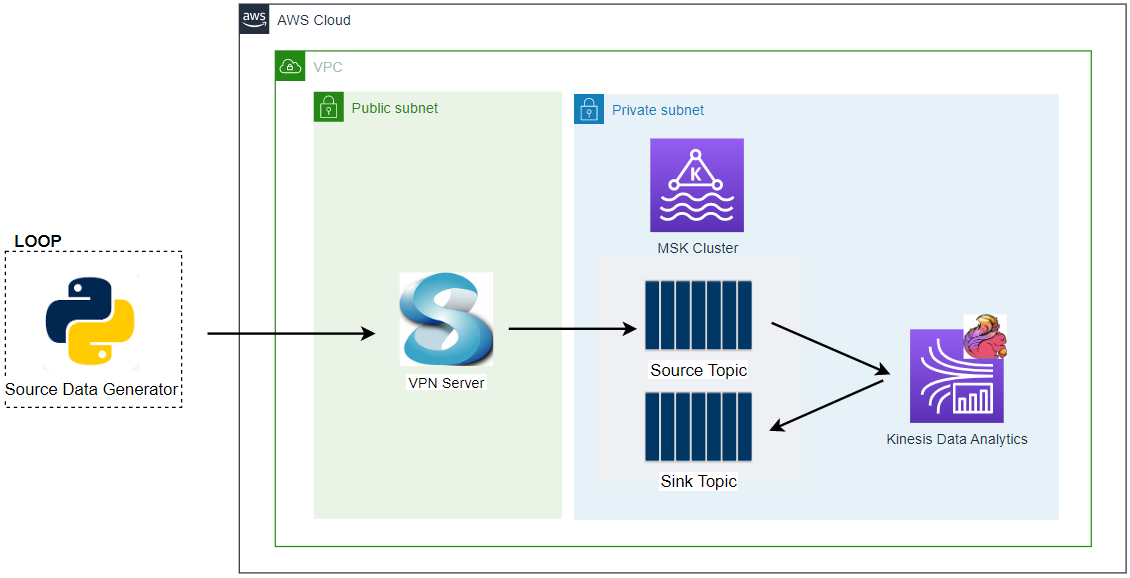 aws
AWS Cloud
VPC
Public subnet
Private subnet
K
MSK Cluster
LOOP
Source Data Generator
VPN Server
Source Topic
Sink Topic
Kinesis Data Analytics